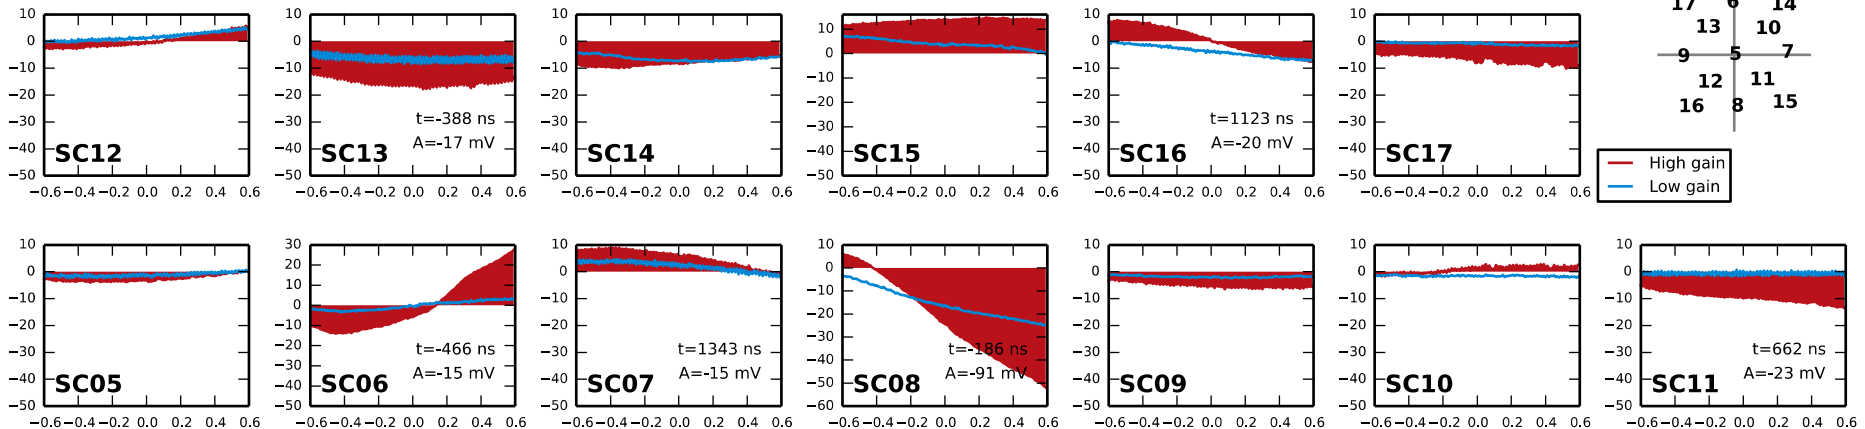 10
0
−10
−20
−30
−40
−50
SC12
−0.6 −0.4 −0.2 0.0 0.2 0.4 0.6
10
0
−10
−20
−30
−40
−50
t=-388 ns
A=-17 mV
SC13
−0.6 −0.4 −0.2 0.0 0.2 0.4 0.6
10
0
−10
−20
−30
−40
−50
SC14
−0.6 −0.4 −0.2 0.0 0.2 0.4 0.6
10
0
−10
−20
−30
−40
SC15
−0.6 −0.4 −0.2 0.0 0.2 0.4 0.6
10
0
−10
−20
−30
−40
−50
t=1123 ns
A=-20 mV
SC16
−0.6 −0.4 −0.2 0.0 0.2 0.4 0.6
10
0
−10
−20
−30
−40
−50
SC17
−0.6 −0.4 −0.2 0.0 0.2 0.4 0.6
17 6 14
13 10
9 5 7
12 11
16 8 15
High gain
Low gain
10
0
−10
−20
−30
−40
−50
SC05
−0.6 −0.4 −0.2 0.0 0.2 0.4 0.6
30
20
10
0
−10
−20
−30
−40
−50
t=-466 ns
A=-15 mV
SC06
−0.6 −0.4 −0.2 0.0 0.2 0.4 0.6
10
0
−10
−20
−30
−40
−50
t=1343 ns
A=-15 mV
SC07
−0.6 −0.4 −0.2 0.0 0.2 0.4 0.6
10
0
−10
−20
−30
−40
−50
−60
t=-186 ns
A=-91 mV
SC08
−0.6 −0.4 −0.2 0.0 0.2 0.4 0.6
10
0
−10
−20
−30
−40
−50
SC09
−0.6 −0.4 −0.2 0.0 0.2 0.4 0.6
10
0
−10
−20
−30
−40
−50
SC10
−0.6 −0.4 −0.2 0.0 0.2 0.4 0.6
10
0
−10
−20
−30
−40
−50
t=662 ns
A=-23 mV
SC11
−0.6 −0.4 −0.2 0.0 0.2 0.4 0.6